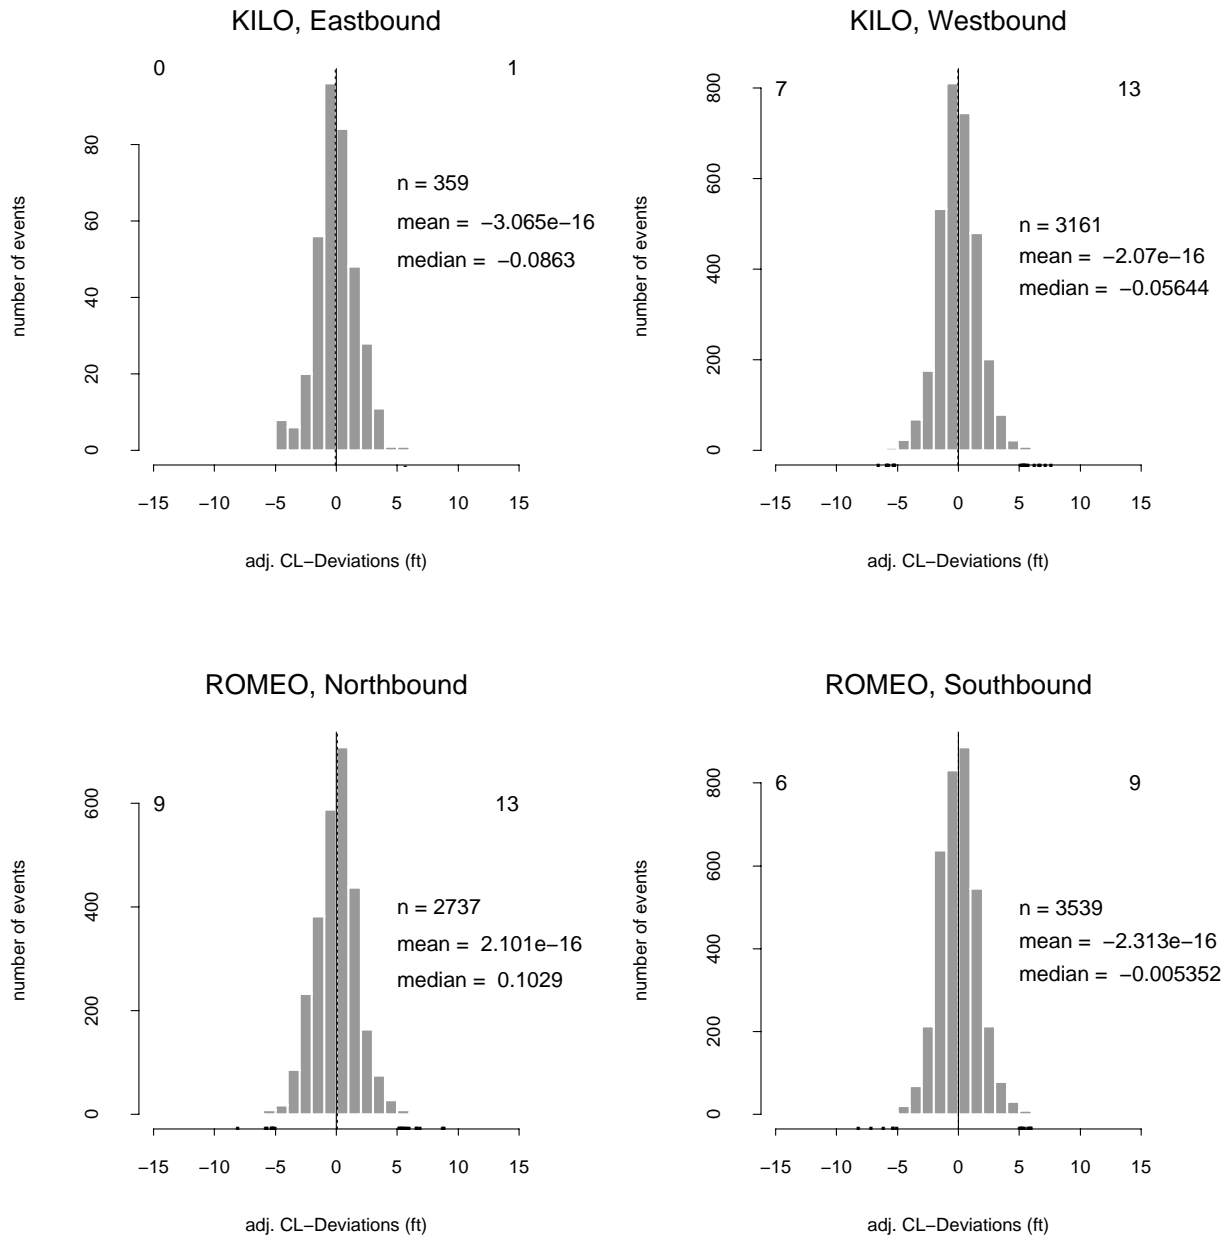 KILO, Eastbound
0 1
n = 359
mean = −3.065e−16
median = −0.0863
number of events
0 20 40 60 80
−15 −10 −5 0 5 10 15
adj. CL−Deviations (ft)
KILO, Westbound
7 13
n = 3161
mean = −2.07e−16
median = −0.05644
number of events
0 200 400 600 800
−15 −10 −5 0 5 10 15
adj. CL−Deviations (ft)
ROMEO, Northbound
9 13
n = 2737
mean = 2.101e−16
median = 0.1029
number of events
0 200 400 600
−15 −10 −5 0 5 10 15
adj. CL−Deviations (ft)
ROMEO, Southbound
6 9
n = 3539
mean = −2.313e−16
median = −0.005352
number of events
0 200 400 600 800
−15 −10 −5 0 5 10 15
adj. CL−Deviations (ft)